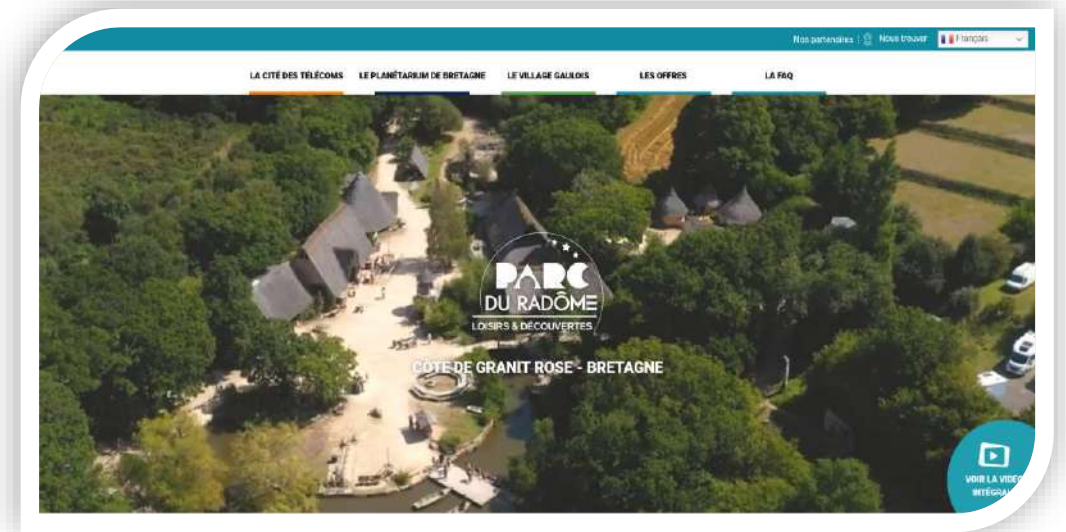 Nos partenaires
Nous trouver
Français
LA CITÉ DES TÉLÉCOMS
LE PLANÉTARIUM DE BRETAGNE
LE VILLAGE GAULOIS
LES OFFRES
LA FAQ
PARC
DU RADÔME
LOISIRS & DÉCOUVERTES
CÔTE DE GRANIT ROSE - BRETAGNE
VOIR LA VIDÉO